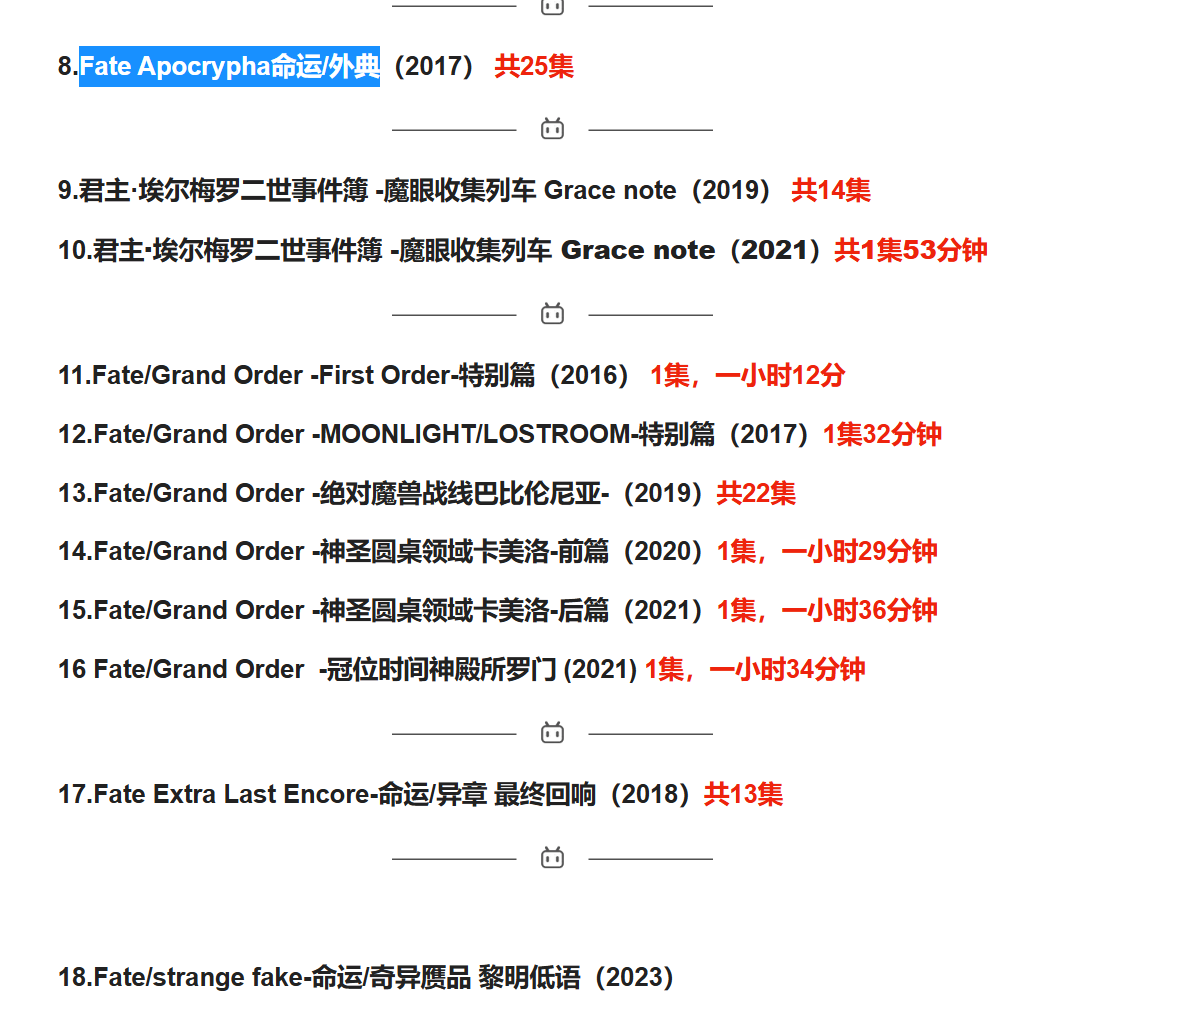 8.Fate Apocrypha命运/外典（2017） 共25集
9.君主·埃尔梅罗二世事件簿 -魔眼收集列车 Grace note（2019） 共14集
10.君主·埃尔梅罗二世事件簿 -魔眼收集列车 Grace note（2021）共1集53分钟
11.Fate/Grand Order -First Order-特别篇（2016） 1集，一小时12分
12.Fate/Grand Order -MOONLIGHT/LOSTROOM-特别篇（2017）1集32分钟
13.Fate/Grand Order -绝对魔兽战线巴比伦尼亚-（2019）共22集
14.Fate/Grand Order -神圣圆桌领域卡美洛-前篇（2020）1集，一小时29分钟
15.Fate/Grand Order -神圣圆桌领域卡美洛-后篇（2021）1集，一小时36分钟
16 Fate/Grand Order  -冠位时间神殿所罗门 (2021) 1集，一小时34分钟
17.Fate Extra Last Encore-命运/异章 最终回响（2018）共13集
18.Fate/strange fake-命运/奇异赝品 黎明低语（2023）